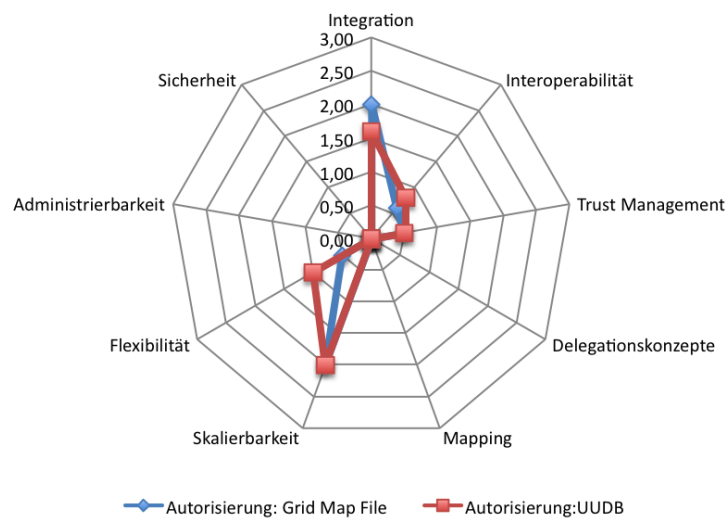 Integration
3,00
2,50
2,00
1,50
1,00
0,50
0,00
Sicherheit
Interoperabilität
Administrierbarkeit
Trust Management
Flexibilität
Delegationskonzepte
Skalierbarkeit
Mapping
Autorisierung: Grid Map File
Autorisierung:UUDB